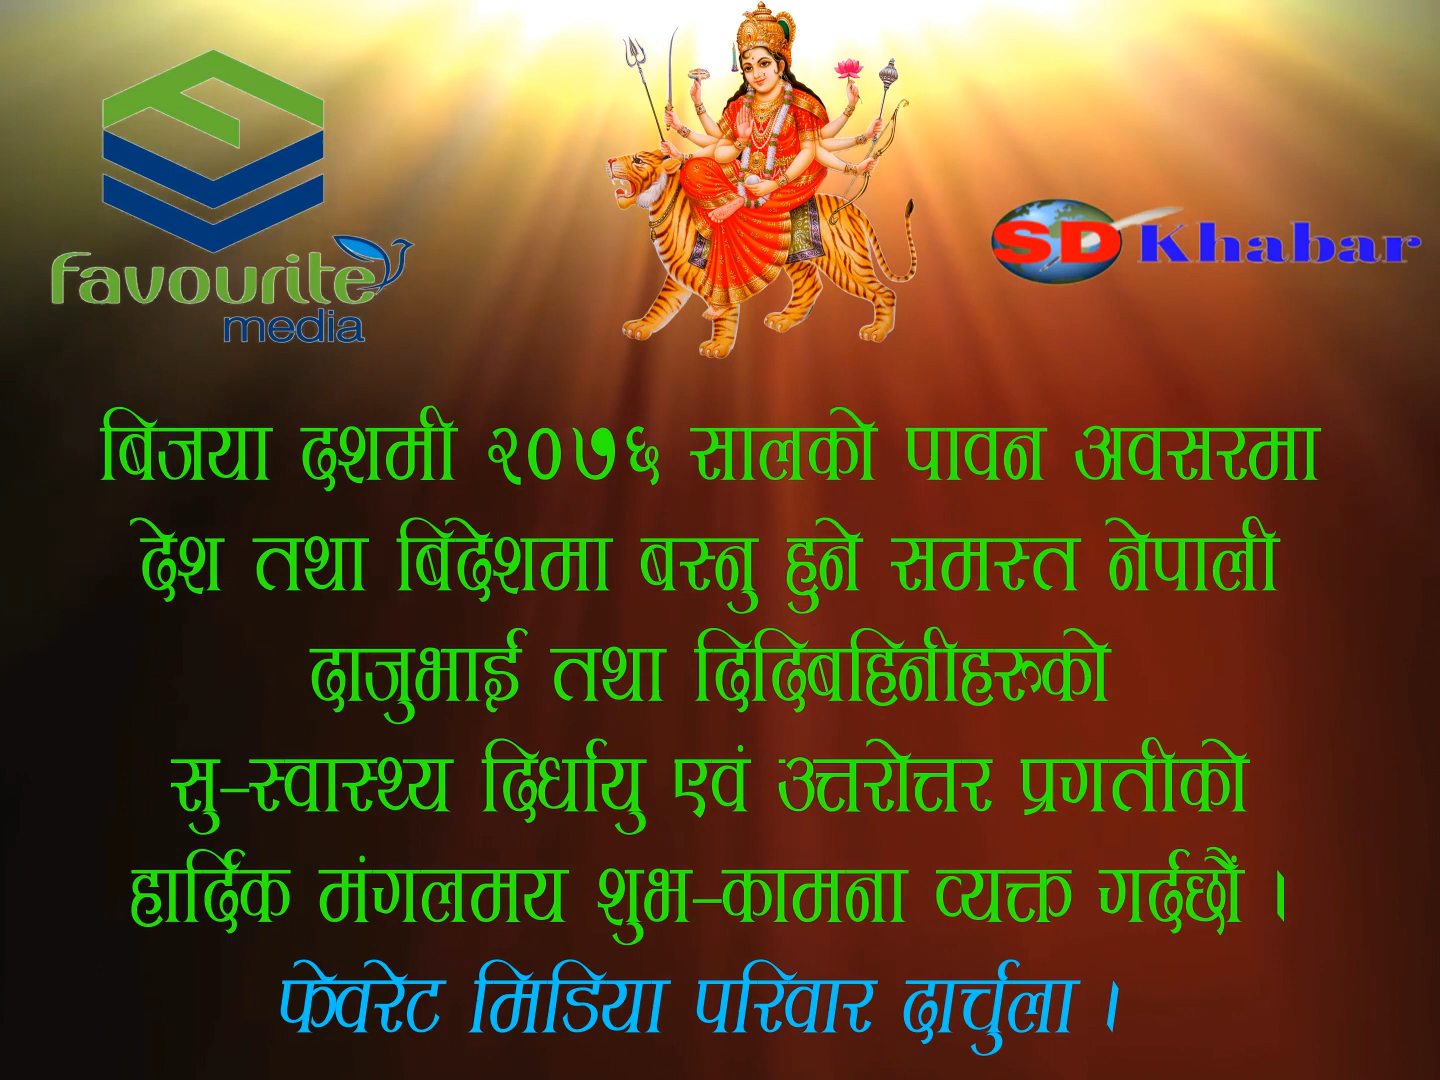 favourite
media
SD Khabar
बिजया दशमी २०७६ सालको पावन अवसरमा
देश तथा बिदेशमा बस्नु हुने समस्त नेपाली
दाजुभाई तथा दिदिबहिनीहरुको
सु-स्वास्थ्य दिर्धायु एवं उत्तरोत्तर प्रगतीको
हार्दिक मंगलमय शुभ-कामना व्यक्त गर्दछौं ।
फेवरेट मिडिया परिवार दार्चुला ।